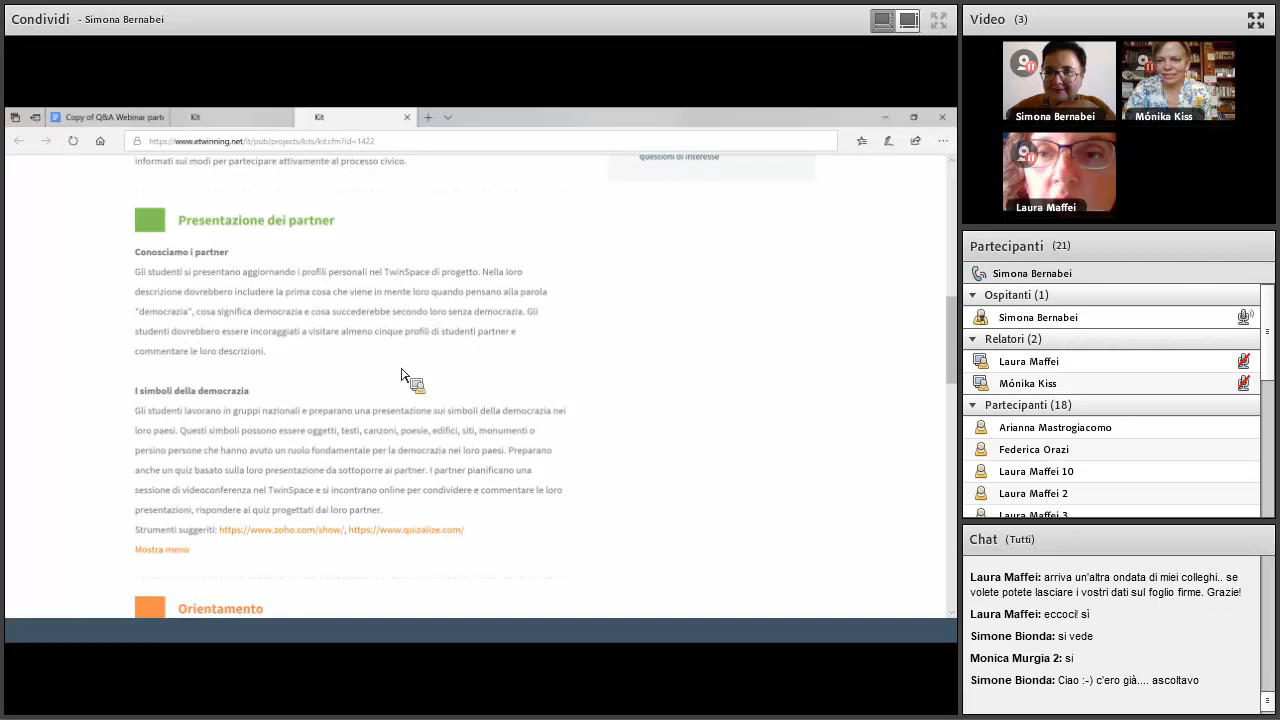 Condividi - Simona Bernabei
Copy of Q&A Webinar parte
Kit
Kit
https://www.etwinning.net/it/pub/projects/kits/kit.cfm?id=1422
informati sui modi per partecipare attivamente al processo civico.
questioni di interesse
Presentazione dei partner
Conosciamo i partner
Gli studenti si presentano aggiornando i profili personali nel TwinSpace di progetto. Nella loro
descrizione dovrebbero includere la prima cosa che viene in mente loro quando pensano alla parola
"democrazia", cosa significa democrazia e cosa succederebbe secondo loro senza democrazia. Gli
studenti dovrebbero essere incoraggiati a visitare almeno cinque profili di studenti partner e
commentare le loro descrizioni.
I simboli della democrazia
Gli studenti lavorano in gruppi nazionali e preparano una presentazione sui simboli della democrazia nei
loro paesi. Questi simboli possono essere oggetti, testi, canzoni, poesie, edifici, siti, monumenti o
persino persone che hanno avuto un ruolo fondamentale per la democrazia nei loro paesi. Preparano
anche un quiz basato sulla loro presentazione da sottoporre ai partner. I partner pianificano una
sessione di videoconferenza nel TwinSpace e si incontrano online per condividere e commentare le loro
presentazioni, rispondere ai quiz progettati dai loro partner.
Strumenti suggeriti: https://www.zoho.com/show/, https://www.quizalize.com/
Mostra meno
Orientamento
Video (3)
Simona Bernabei
Mónika Kiss
Laura Maffei
Partecipanti (21)
Simona Bernabei
Ospitanti (1)
Simona Bernabei
Relatori (2)
Laura Maffei
Mónika Kiss
Partecipanti (18)
Arianna Mastrogiacomo
Federica Orazi
Laura Maffei 10
Laura Maffei 2
Laura Maffei 3
Chat (Tutti)
Laura Maffei: arriva un'altra ondata di miei colleghi.. se
volete potete lasciare i vostri dati sul foglio firme. Grazie!
Laura Maffei: eccoci! sì
Simone Bionda: si vede
Monica Murgia 2: si
Simone Bionda: Ciao :-) c'ero già.... ascoltavo